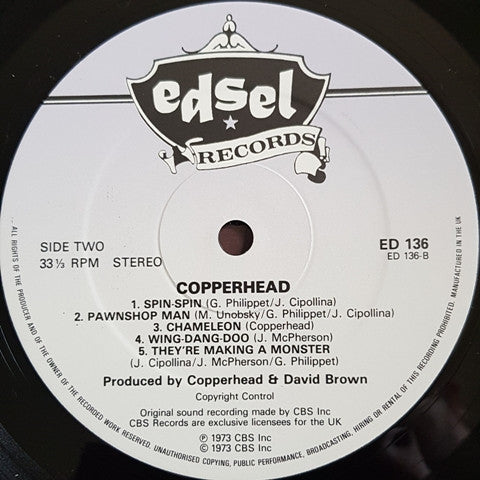 edsel
RECORDS
SIDE TWO
33⅓ RPM STEREO
ED 136
ED 136-B
COPPERHEAD
1. SPIN-SPIN (G. Philippet/J. Cipollina)
2. PAWNSHOP MAN (M. Unobsky/G. Philippet/J. Cipollina)
3. CHAMELEON (Copperhead)
4. WING-DANG-DOO (J. McPherson)
5. THEY'RE MAKING A MONSTER
(J. Cipollina/J. McPherson/G. Philippet)
Produced by Copperhead & David Brown
Copyright Control
Original sound recording made by CBS Inc
CBS Records are exclusive licensees for the UK
℗ 1973 CBS Inc
© 1973 CBS Inc
ALL RIGHTS OF THE PRODUCER AND OF THE OWNER OF THE RECORDED WORK RESERVED. UNAUTHORISED COPYING, PUBLIC PERFORMANCE, BROADCASTING, HIRING OR RENTAL OF THIS RECORDING PROHIBITED. MANUFACTURED IN THE UK